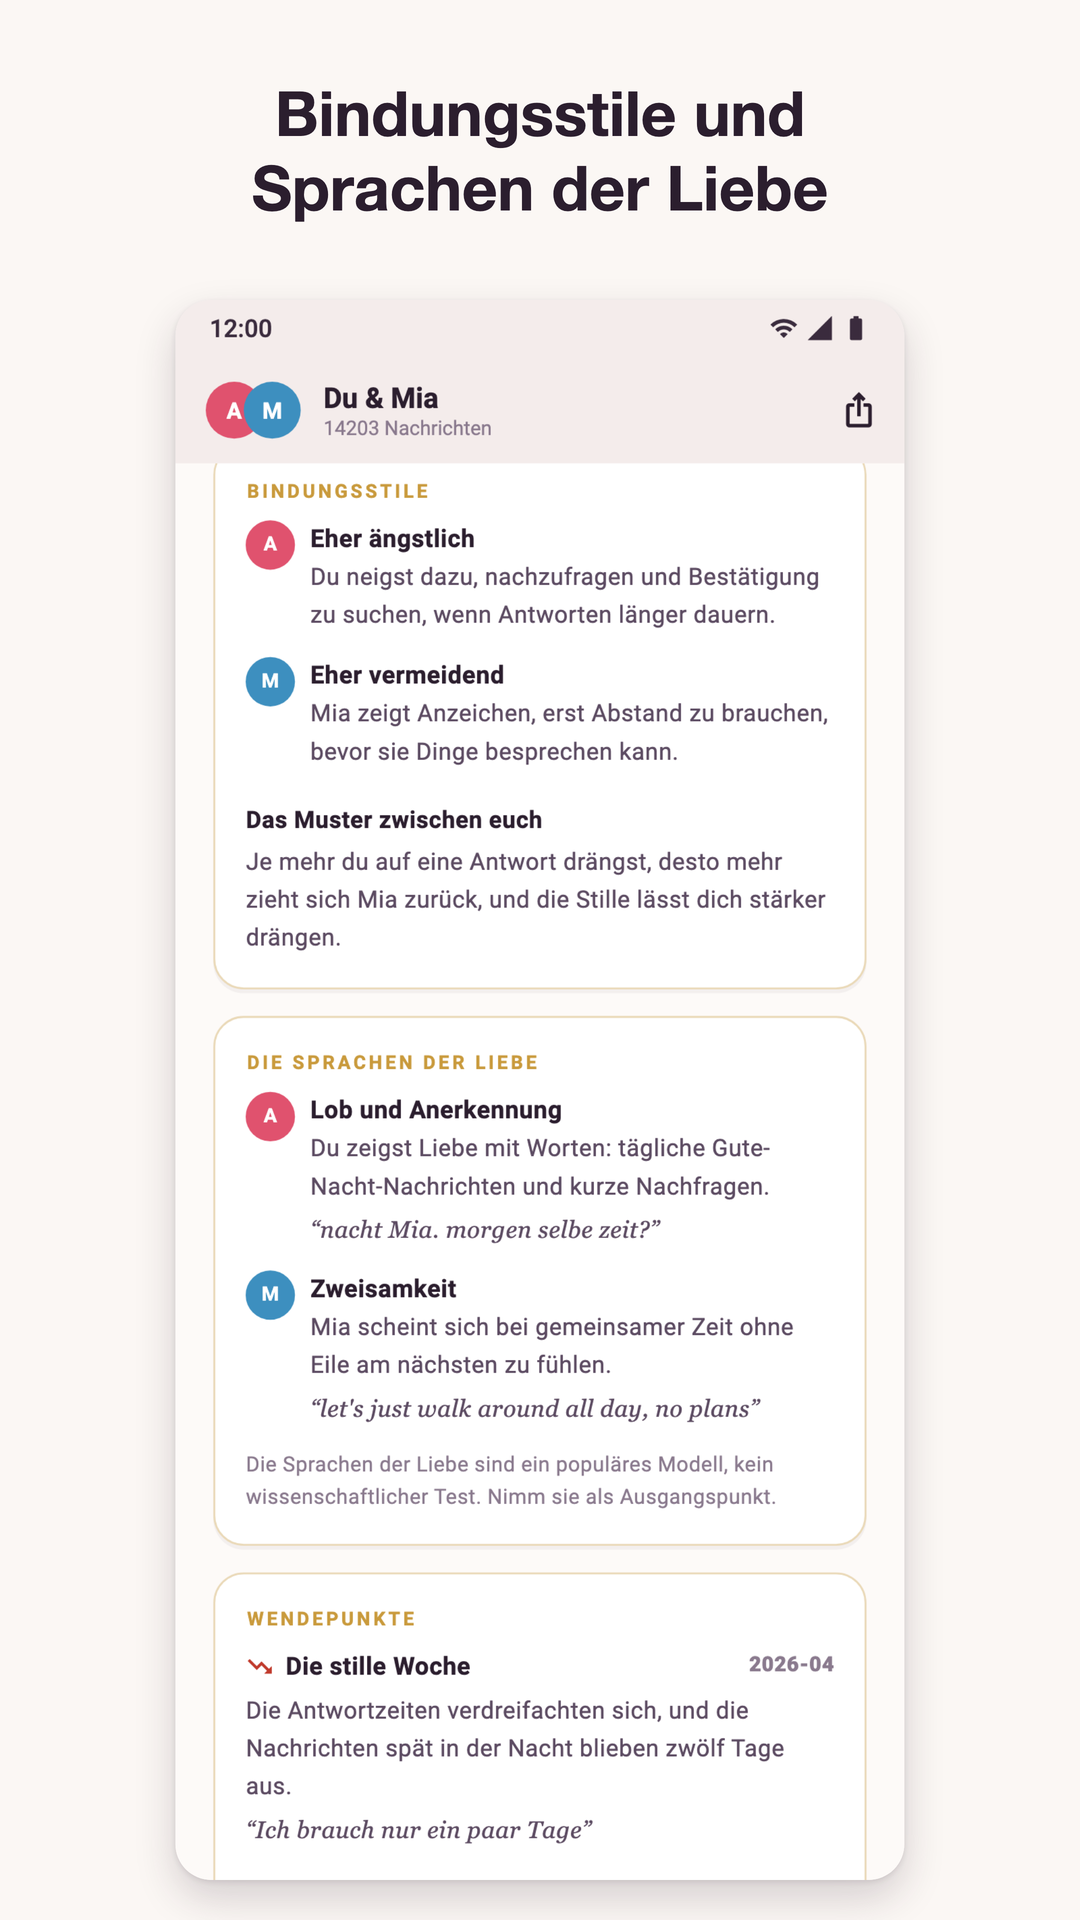 Bindungsstile und
Sprachen der Liebe
12:00
A M Du & Mia
14203 Nachrichten
BINDUNGSSTILE
A Eher ängstlich
Du neigst dazu, nachzufragen und Bestätigung
zu suchen, wenn Antworten länger dauern.
M Eher vermeidend
Mia zeigt Anzeichen, erst Abstand zu brauchen,
bevor sie Dinge besprechen kann.
Das Muster zwischen euch
Je mehr du auf eine Antwort drängst, desto mehr
zieht sich Mia zurück, und die Stille lässt dich stärker
drängen.
DIE SPRACHEN DER LIEBE
A Lob und Anerkennung
Du zeigst Liebe mit Worten: tägliche Gute-
Nacht-Nachrichten und kurze Nachfragen.
“nacht Mia. morgen selbe zeit?”
M Zweisamkeit
Mia scheint sich bei gemeinsamer Zeit ohne
Eile am nächsten zu fühlen.
“let's just walk around all day, no plans”
Die Sprachen der Liebe sind ein populäres Modell, kein
wissenschaftlicher Test. Nimm sie als Ausgangspunkt.
WENDEPUNKTE
Die stille Woche 2026-04
Die Antwortzeiten verdreifachten sich, und die
Nachrichten spät in der Nacht blieben zwölf Tage
aus.
“Ich brauch nur ein paar Tage”